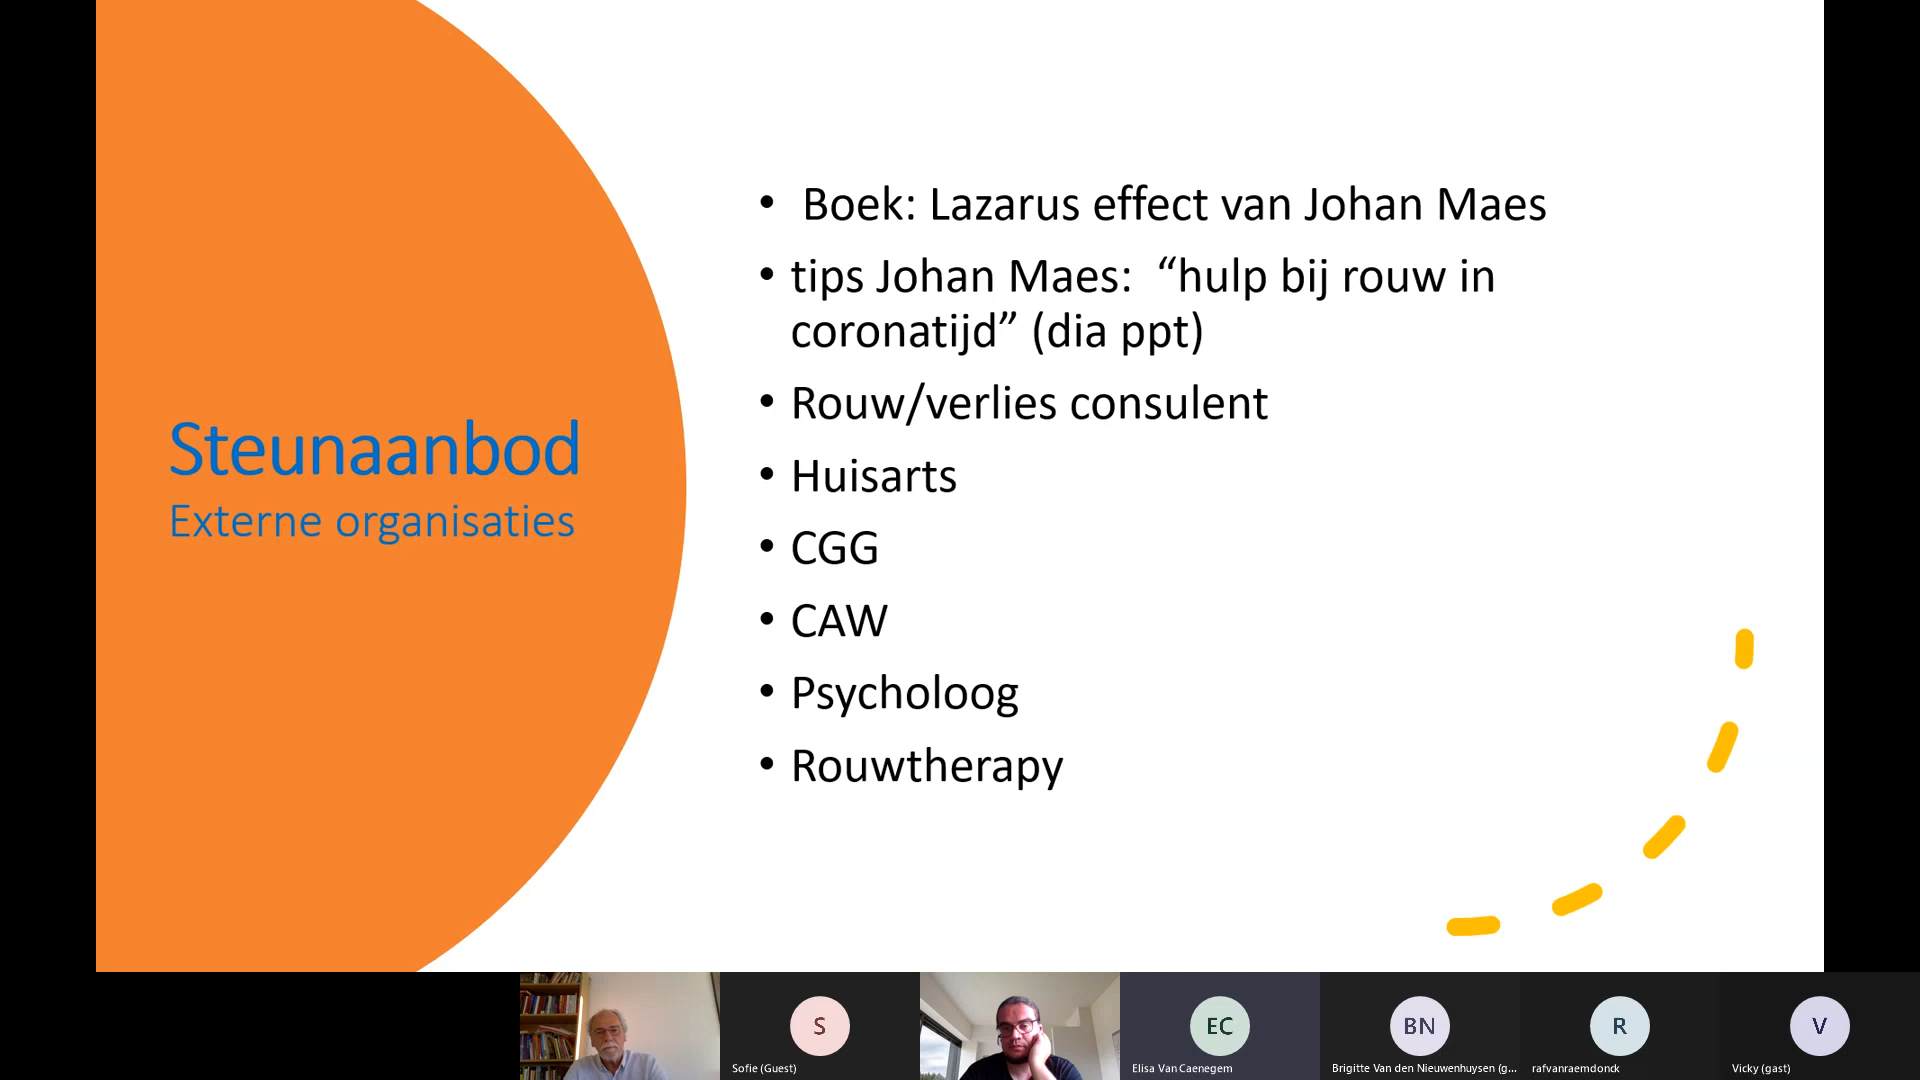 Steunaanbod
Externe organisaties
• Boek: Lazarus effect van Johan Maes
• tips Johan Maes: “hulp bij rouw in
coronatijd” (dia ppt)
• Rouw/verlies consulent
• Huisarts
• CGG
• CAW
• Psycholoog
• Rouwtherapy
S
Sofie (Guest)
EC
Elisa Van Caenegem
BN
Brigitte Van den Nieuwenhuysen (g...
R
rafvanraemdonck
V
Vicky (gast)